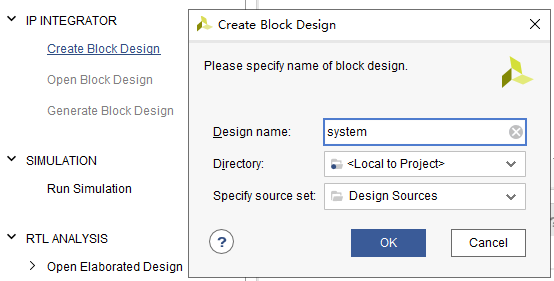 IP INTEGRATOR
Create Block Design
Open Block Design
Generate Block Design
SIMULATION
Run Simulation
RTL ANALYSIS
Open Elaborated Design
Create Block Design
Please specify name of block design.
Design name: system
Directory: <Local to Project>
Specify source set: Design Sources
? OK Cancel